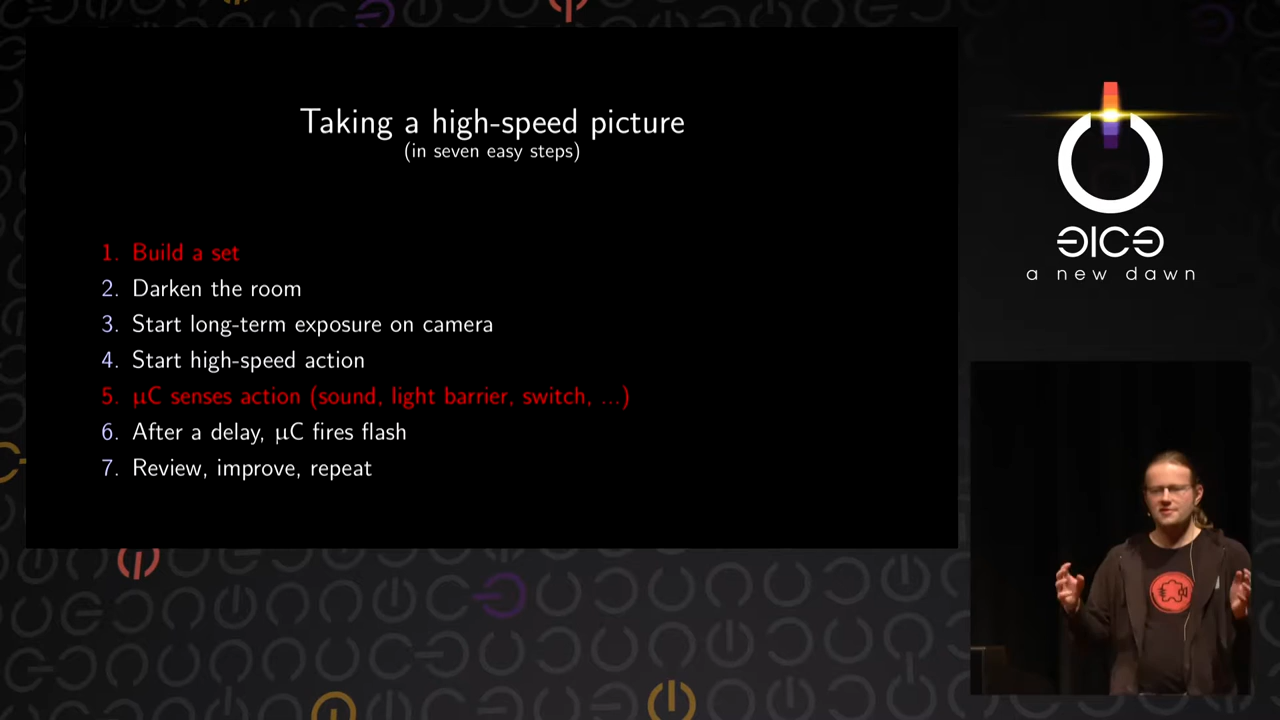 Taking a high-speed picture
(in seven easy steps)
1. Build a set
2. Darken the room
3. Start long-term exposure on camera
4. Start high-speed action
5. µC senses action (sound, light barrier, switch, ...)
6. After a delay, µC fires flash
7. Review, improve, repeat
a new dawn